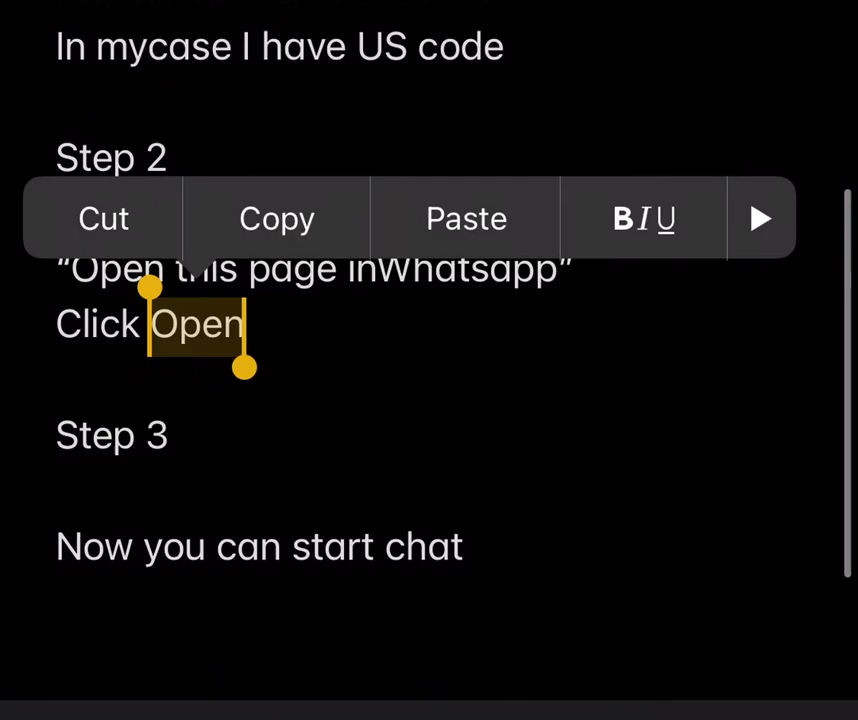 In mycase I have US code
Step 2
Cut Copy Paste BIU
“Open this page inWhatsapp”
Click Open
Step 3
Now you can start chat